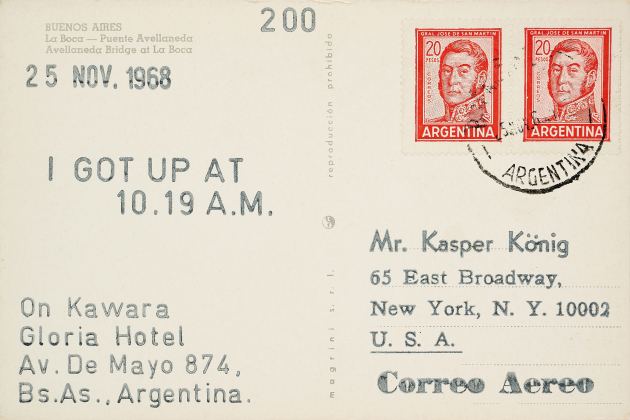 200
BUENOS AIRES
La Boca — Puente Avellaneda
Avellaneda Bridge at La Boca
25 NOV. 1968
I GOT UP AT
10.19 A.M.
On Kawara
Gloria Hotel
Av. De Mayo 874,
Bs.As., Argentina.
reproducción prohibida
magrini s.r.l.
GRAL. JOSE DE SAN MARTIN
20
PESOS
CORREOS
ARGENTINA
GRAL. JOSE DE SAN MARTIN
20
PESOS
ARGENTINA
ARGENTINA
Mr. Kasper König
65 East Broadway,
New York, N. Y. 10002
U. S. A.
Correo Aereo